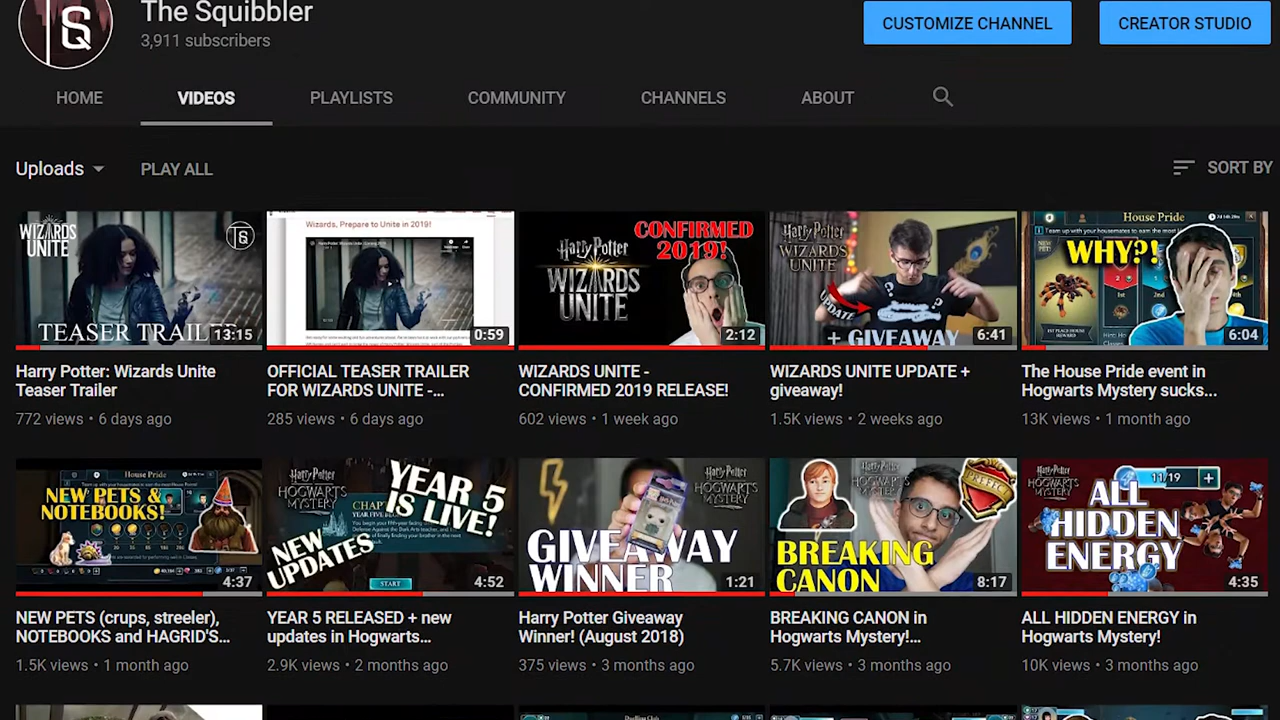 The Squibbler
3,911 subscribers
CUSTOMIZE CHANNEL
CREATOR STUDIO
HOME
VIDEOS
PLAYLISTS
COMMUNITY
CHANNELS
ABOUT
Uploads
PLAY ALL
SORT BY
WIZARDS
UNITE
TEASER TRAIL
13:15
Wizards, Prepare to Unite in 2019!
0:59
CONFIRMED
2019!
Harry Potter
WIZARDS
UNITE
2:12
Harry Potter
WIZARDS
UNITE
UPDATE
+ GIVEAWAY
6:41
House Pride
WHY?!
1st
2nd
6:04
Harry Potter: Wizards Unite
Teaser Trailer
772 views • 6 days ago
OFFICIAL TEASER TRAILER
FOR WIZARDS UNITE -...
285 views • 6 days ago
WIZARDS UNITE -
CONFIRMED 2019 RELEASE!
602 views • 1 week ago
WIZARDS UNITE UPDATE +
giveaway!
1.5K views • 2 weeks ago
The House Pride event in
Hogwarts Mystery sucks...
13K views • 1 month ago
House Pride
NEW PETS &
NOTEBOOKS!
4:37
Harry Potter
HOGWARTS
MYSTERY
YEAR 5
IS LIVE!
NEW
UPDATES
START
4:52
Harry Potter
HOGWARTS
MYSTERY
GIVEAWAY
WINNER
1:21
Harry Potter
HOGWARTS
MYSTERY
PREFECT
BREAKING
CANON
8:17
Harry Potter
HOGWARTS
MYSTERY
11/19
ALL
HIDDEN
ENERGY
4:35
NEW PETS (crups, streeler),
NOTEBOOKS and HAGRID'S...
1.5K views • 1 month ago
YEAR 5 RELEASED + new
updates in Hogwarts...
2.9K views • 2 months ago
Harry Potter Giveaway
Winner! (August 2018)
375 views • 3 months ago
BREAKING CANON in
Hogwarts Mystery!...
5.7K views • 3 months ago
ALL HIDDEN ENERGY in
Hogwarts Mystery!
10K views • 3 months ago